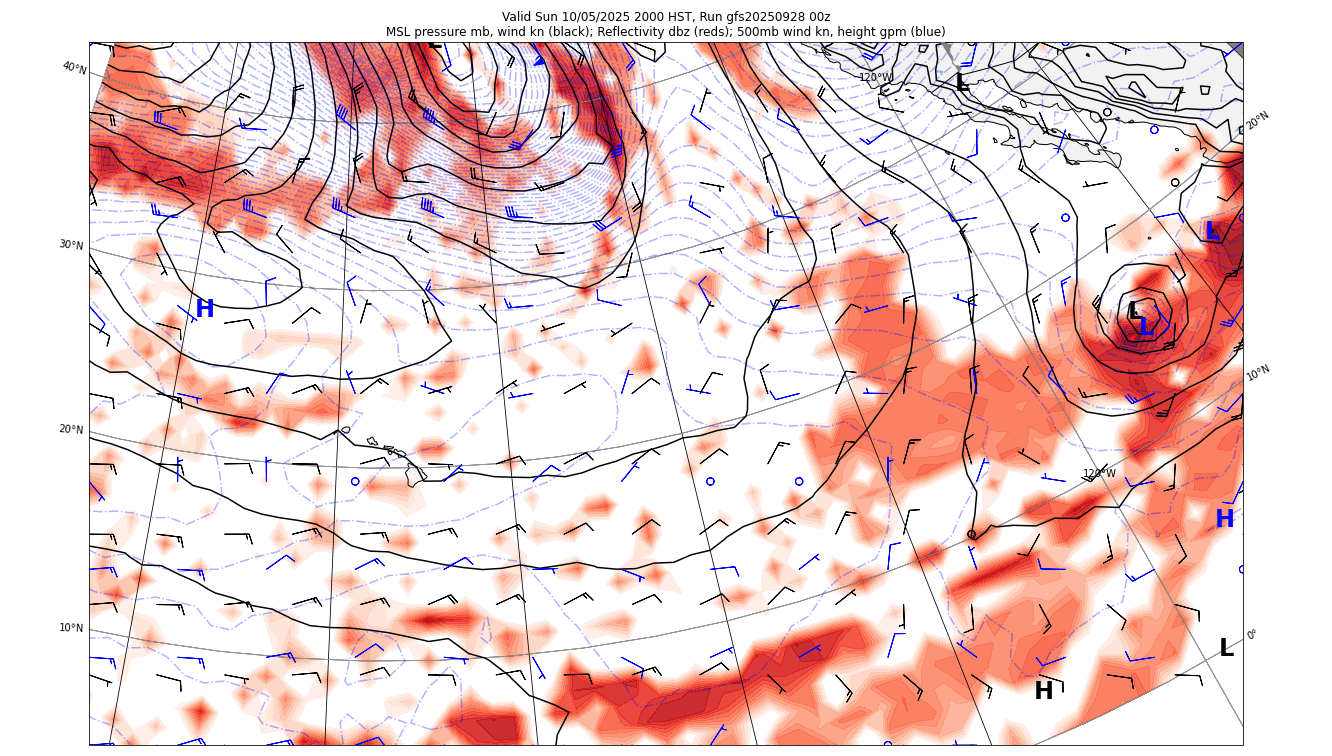 Valid Sun 10/05/2025 2000 HST, Run gfs20250928 00z
MSL pressure mb, wind kn (black); Reflectivity dbz (reds); 500mb wind kn, height gpm (blue)
L
40°N
120°W
L
20°N
30°N
L
H
L
L
10°N
20°N
120°W
H
10°N
0°
L
H